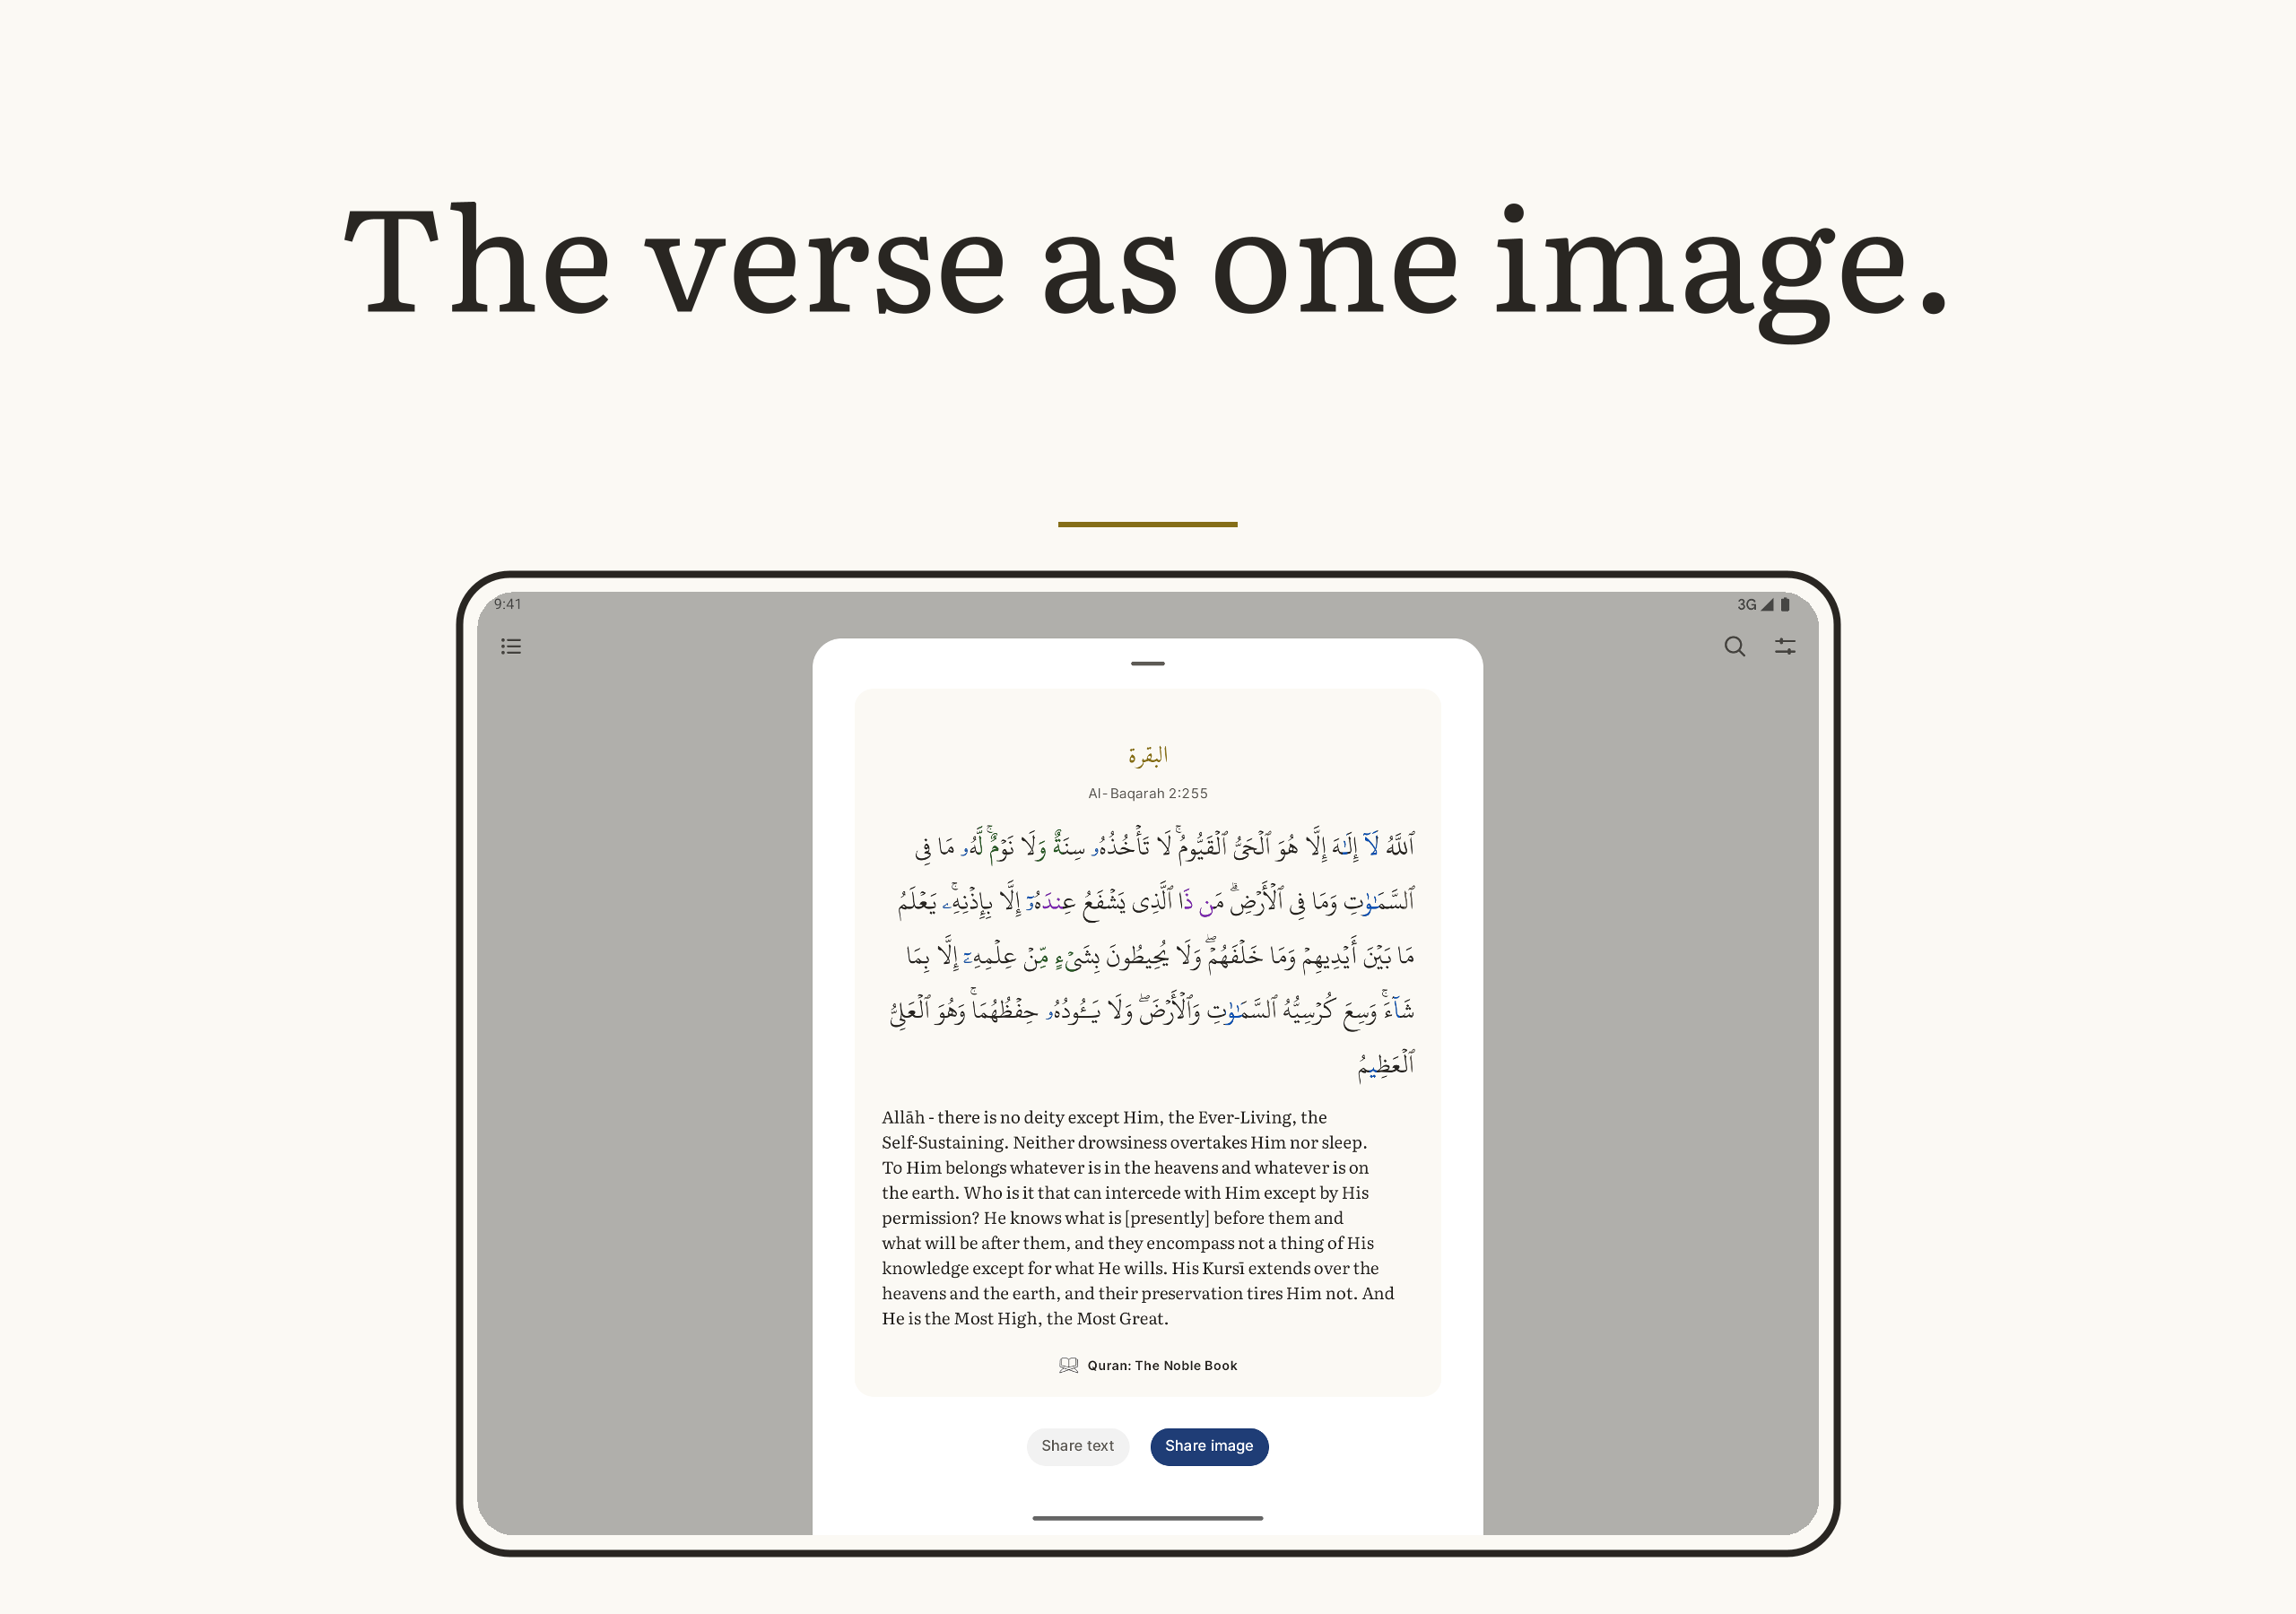 The verse as one image.
9:41
3G
البقرة
Al-Baqarah 2:255
ٱللَّهُ لَآ إِلَـٰهَ إِلَّا هُوَ ٱلْحَىُّ ٱلْقَيُّومُ ۚ لَا تَأْخُذُهُۥ سِنَةٌ وَلَا نَوْمٌ ۚ لَّهُۥ مَا فِى
ٱلسَّمَـٰوَٰتِ وَمَا فِى ٱلْأَرْضِ ۗ مَن ذَا ٱلَّذِى يَشْفَعُ عِندَهُۥٓ إِلَّا بِإِذْنِهِۦ ۚ يَعْلَمُ
مَا بَيْنَ أَيْدِيهِمْ وَمَا خَلْفَهُمْ ۖ وَلَا يُحِيطُونَ بِشَىْءٍ مِّنْ عِلْمِهِۦٓ إِلَّا بِمَا
شَآءَ ۚ وَسِعَ كُرْسِيُّهُ ٱلسَّمَـٰوَٰتِ وَٱلْأَرْضَ ۖ وَلَا يَـُٔودُهُۥ حِفْظُهُمَا ۚ وَهُوَ ٱلْعَلِىُّ
ٱلْعَظِيمُ
Allāh - there is no deity except Him, the Ever-Living, the
Self-Sustaining. Neither drowsiness overtakes Him nor sleep.
To Him belongs whatever is in the heavens and whatever is on
the earth. Who is it that can intercede with Him except by His
permission? He knows what is [presently] before them and
what will be after them, and they encompass not a thing of His
knowledge except for what He wills. His Kursī extends over the
heavens and the earth, and their preservation tires Him not. And
He is the Most High, the Most Great.
Quran: The Noble Book
Share text
Share image